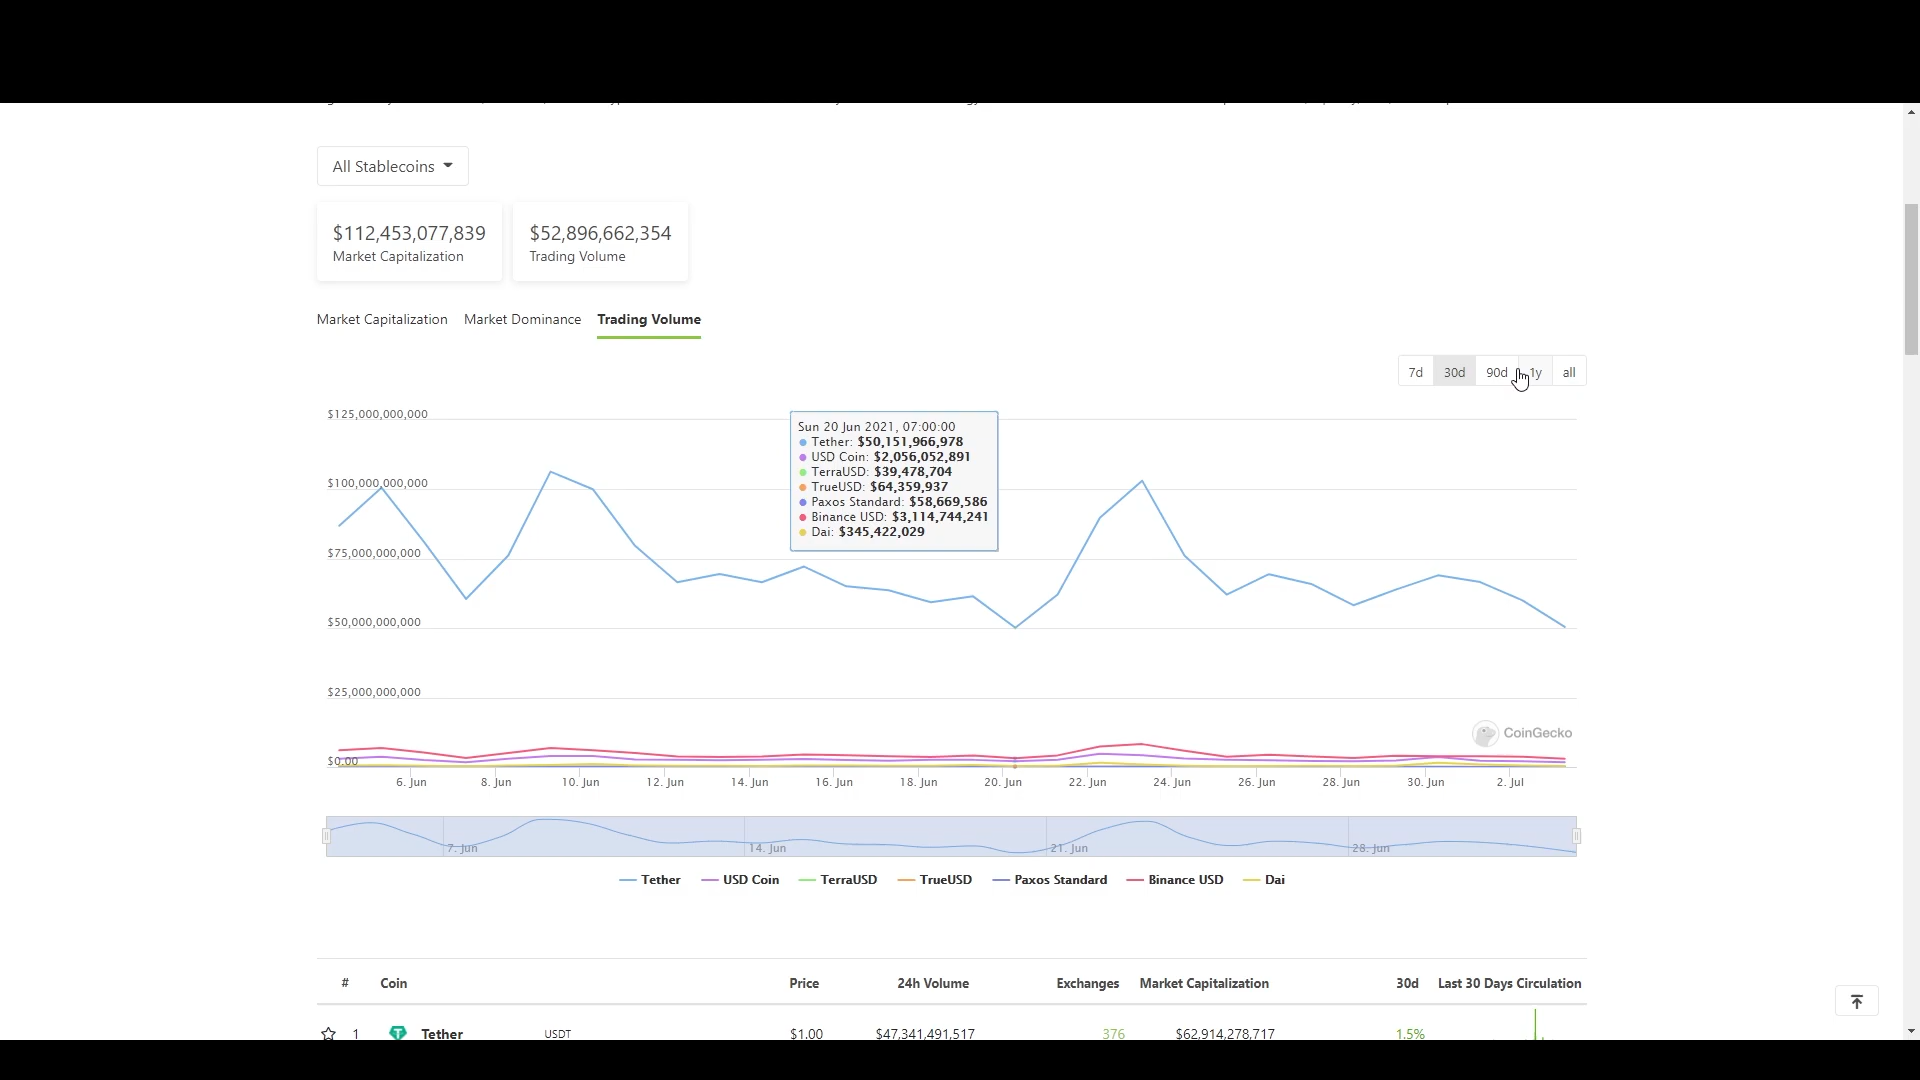 All Stablecoins
$112,453,077,839
Market Capitalization
$52,896,662,354
Trading Volume
Market Capitalization Market Dominance Trading Volume
7d 30d 90d 1y all
$125,000,000,000
$100,000,000,000
$75,000,000,000
$50,000,000,000
$25,000,000,000
$0.00
Sun 20 Jun 2021, 07:00:00
Tether: $50,151,966,978
USD Coin: $2,056,052,891
TerraUSD: $39,478,704
TrueUSD: $64,359,937
Paxos Standard: $58,669,586
Binance USD: $3,114,744,241
Dai: $345,422,029
CoinGecko
6. Jun 8. Jun 10. Jun 12. Jun 14. Jun 16. Jun 18. Jun 20. Jun 22. Jun 24. Jun 26. Jun 28. Jun 30. Jun 2. Jul
7. Jun 14. Jun 21. Jun 28. Jun
Tether USD Coin TerraUSD TrueUSD Paxos Standard Binance USD Dai
# Coin Price 24h Volume Exchanges Market Capitalization 30d Last 30 Days Circulation
1 Tether USDT $1.00 $47,341,491,517 376 $62,914,278,717 1.5%